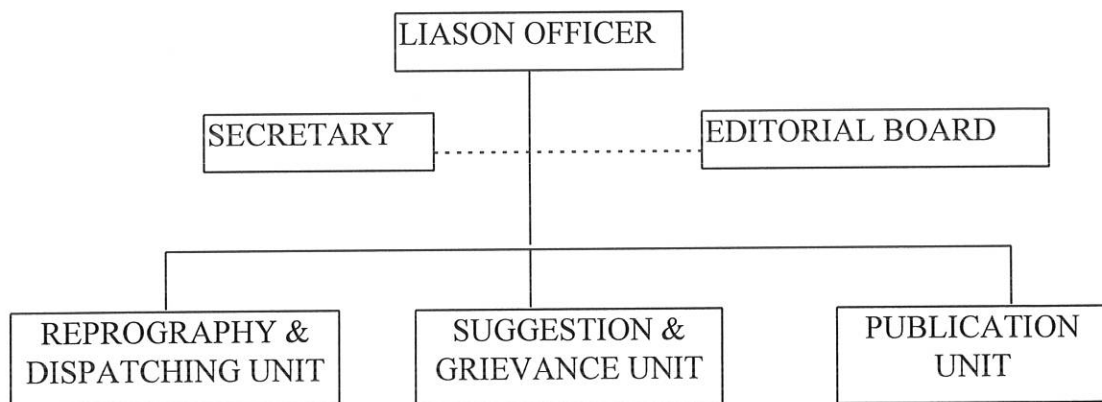 LIASON OFFICER
SECRETARY
EDITORIAL BOARD
REPROGRAPHY &
DISPATCHING UNIT
SUGGESTION &
GRIEVANCE UNIT
PUBLICATION
UNIT